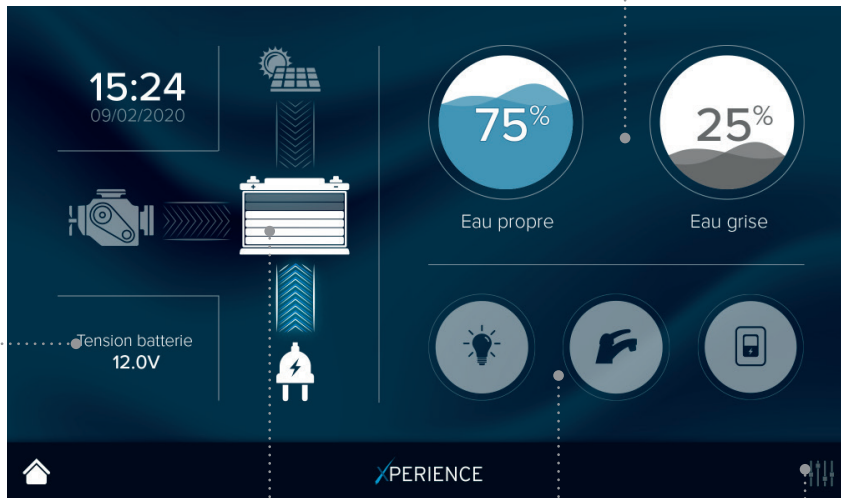 15:24
09/02/2020
Tension batterie
12.0V
75%
Eau propre
25%
Eau grise
XPERIENCE